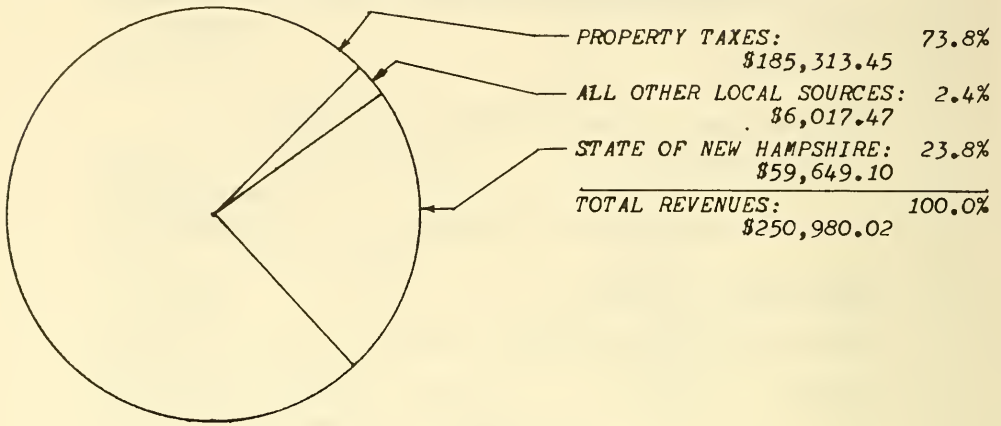 PROPERTY TAXES: 73.8%
$185,313.45
ALL OTHER LOCAL SOURCES: 2.4%
$6,017.47
STATE OF NEW HAMPSHIRE: 23.8%
$59,649.10
TOTAL REVENUES: 100.0%
$250,980.02